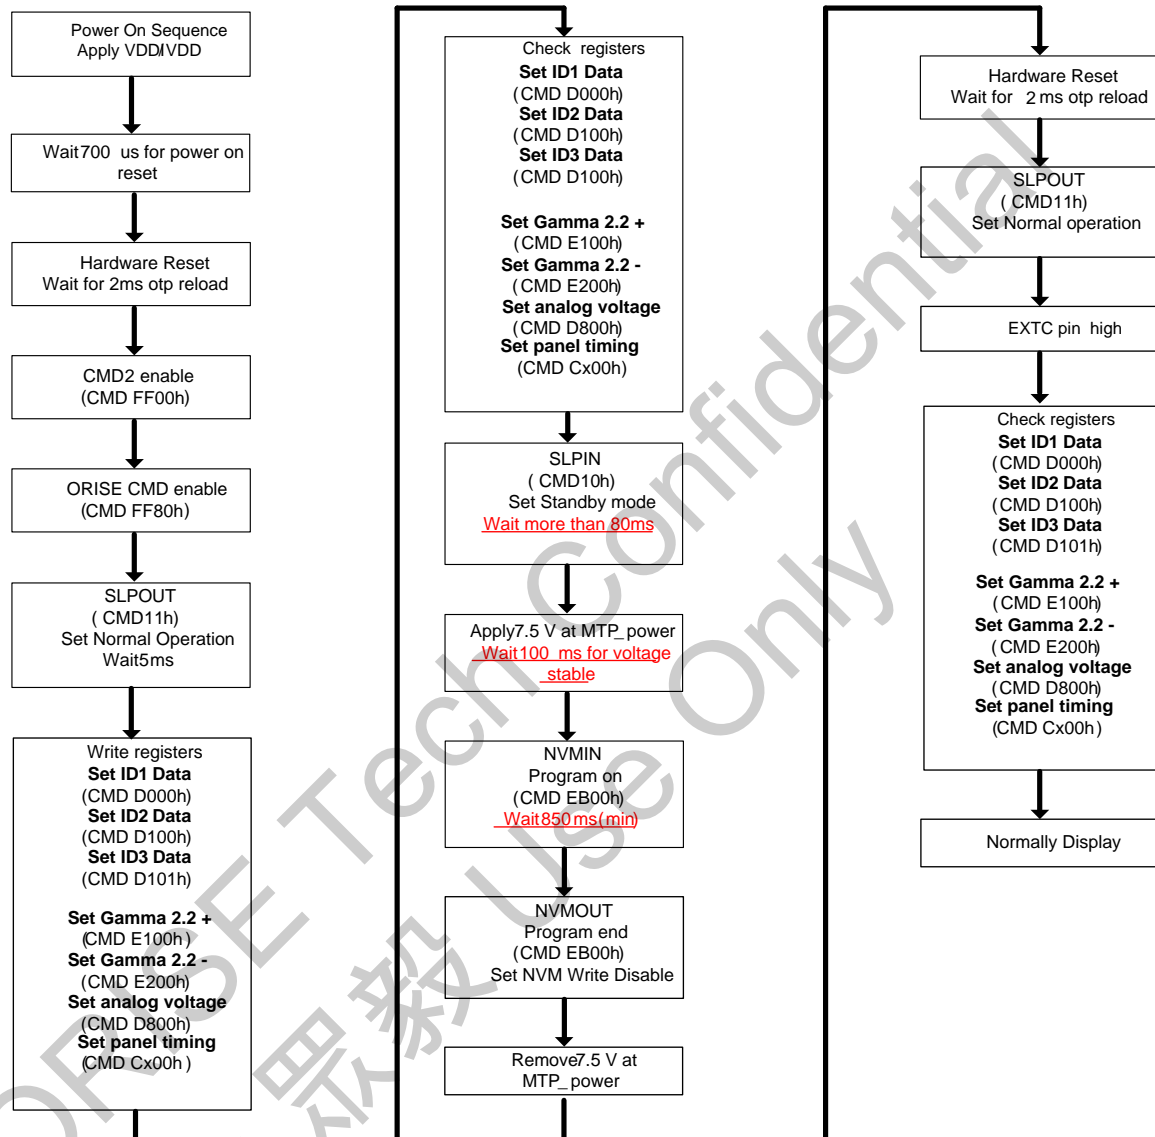 Power On Sequence
Apply VDD/VDD
Wait 700 us for power on
reset
Hardware Reset
Wait for 2ms otp reload
CMD2 enable
(CMD FF00h)
ORISE CMD enable
(CMD FF80h)
SLPOUT
( CMD11h)
Set Normal Operation
Wait5ms
Write registers
Set ID1 Data
(CMD D000h)
Set ID2 Data
(CMD D100h)
Set ID3 Data
(CMD D101h)
Set Gamma 2.2 +
(CMD E100h)
Set Gamma 2.2 -
(CMD E200h)
Set analog voltage
(CMD D800h)
Set panel timing
(CMD Cx00h)
Check registers
Set ID1 Data
(CMD D000h)
Set ID2 Data
(CMD D100h)
Set ID3 Data
(CMD D100h)
Set Gamma 2.2 +
(CMD E100h)
Set Gamma 2.2 -
(CMD E200h)
Set analog voltage
(CMD D800h)
Set panel timing
(CMD Cx00h)
SLPIN
( CMD10h)
Set Standby mode
Wait more than 80ms
Apply7.5 V at MTP_power
Wait100 ms for voltage
stable
NVMIN
Program on
(CMD EB00h)
Wait850ms(min)
NVMOUT
Program end
(CMD EB00h)
Set NVM Write Disable
Remove7.5 V at
MTP_power
Hardware Reset
Wait for 2 ms otp reload
SLPOUT
( CMD11h)
Set Normal operation
EXTC pin high
Check registers
Set ID1 Data
(CMD D000h)
Set ID2 Data
(CMD D100h)
Set ID3 Data
(CMD D101h)
Set Gamma 2.2 +
(CMD E100h)
Set Gamma 2.2 -
(CMD E200h)
Set analog voltage
(CMD D800h)
Set panel timing
(CMD Cx00h)
Normally Display
ORISE Tech Confidential
眾毅 Use Only